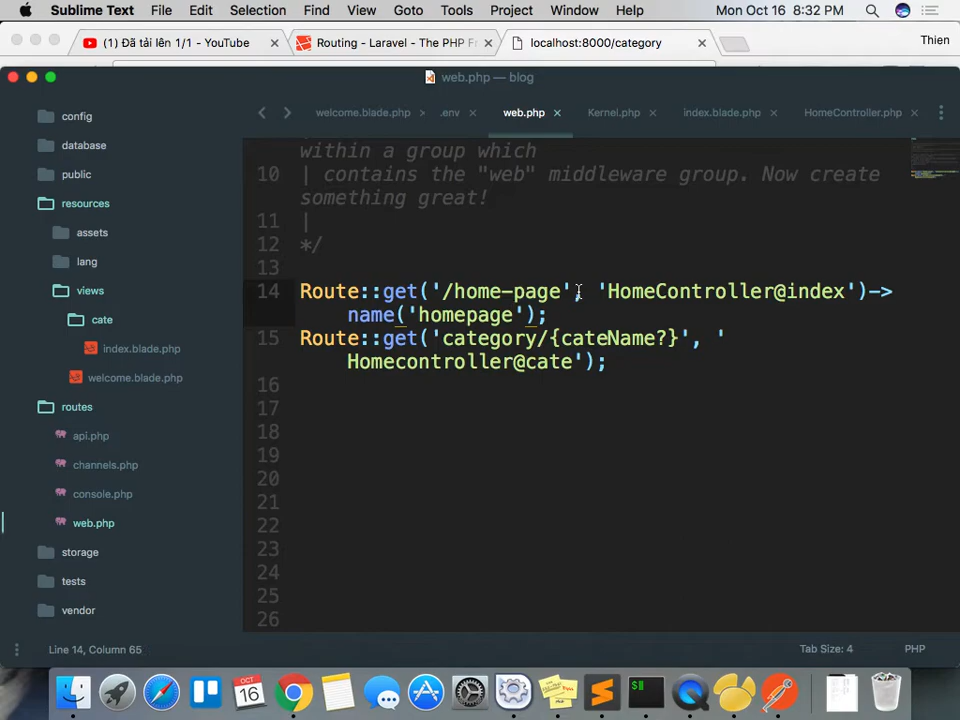 Sublime Text File Edit Selection Find View Goto Tools Project Window Help Mon Oct 16 8:32 PM
(1) Đã tải lên 1/1 - YouTube × Routing - Laravel - The PHP F × localhost:8000/category × Thien
web.php — blog
welcome.blade.php × .env × web.php × Kernel.php × index.blade.php × HomeController.php ×
config
database
public
resources
assets
lang
views
cate
index.blade.php
welcome.blade.php
routes
api.php
channels.php
console.php
web.php
storage
tests
vendor
within a group which
10 | contains the "web" middleware group. Now create
something great!
11 |
12 */
13
14 Route::get('/home-page', 'HomeController@index')->
name('homepage');
15 Route::get('category/{cateName?}', '
Homecontroller@cate');
16
17
18
19
20
21
22
23
24
25
26
Line 14, Column 65 Tab Size: 4 PHP
OCT
16